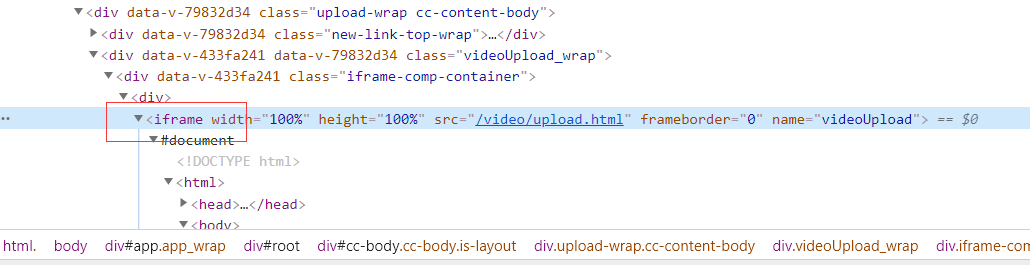 ▼<div data-v-79832d34 class="upload-wrap cc-content-body">
▶<div data-v-79832d34 class="new-link-top-wrap">…</div>
▼<div data-v-433fa241 data-v-79832d34 class="videoUpload_wrap">
▼<div data-v-433fa241 class="iframe-comp-container">
▼<div>
••▼<iframe width="100%" height="100%" src="/video/upload.html" frameborder="0" name="videoUpload"> == $0
▼#document
<!DOCTYPE html>
▼<html>
▶<head>…</head>
▼<body>
html. body div#app.app_wrap div#root div#cc-body.cc-body.is-layout div.upload-wrap.cc-content-body div.videoUpload_wrap div.iframe-com